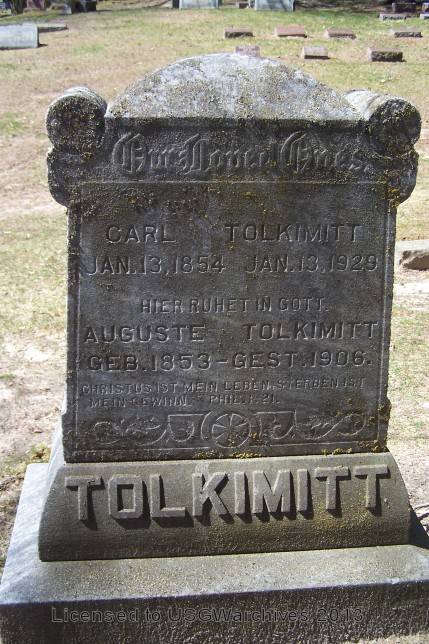 Our Loved Ones.
CARL TOLKIMITT
JAN. 13, 1854 JAN. 13, 1929
HIER RUHET IN GOTT.
AUGUSTE TOLKIMITT
GEB. 1853 - GEST. 1906.
CHRISTUS IST MEIN LEBEN, STERBEN IST
MEIN GEWINN. PHIL. 1. 21.
TOLKIMITT
Licensed to USGWarchives 2013